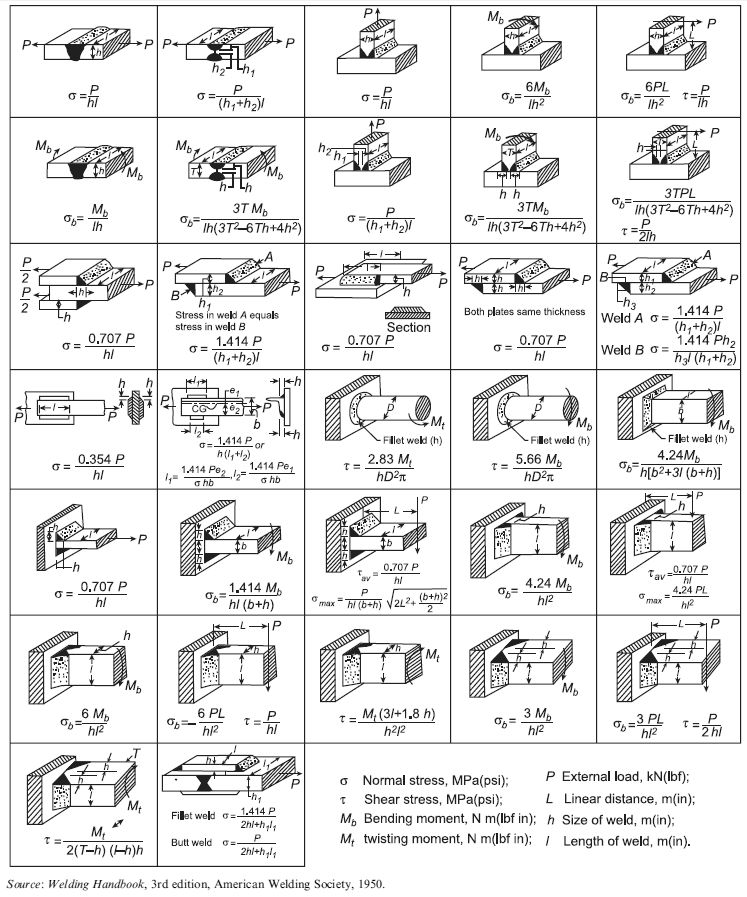 P P
l h
σ = P/hl
P P
l
h2 h1
σ = P/(h1+h2)l
P
h l
σ = P/hl
Mb
h l
σb = 6Mb/lh²
P
h l L
σb = 6PL/lh² τ = P/lh
Mb l h Mb
σb = Mb/lh
Mb l T h h Mb
σb = 3T Mb/lh(3T²–6Th+4h²)
P
h2 h1 l
σ = P/(h1+h2)l
Mb
T l
h h
σb = 3TMb/lh(3T²–6Th+4h²)
P
l L
σb = 3TPL/lh(3T²–6Th+4h²)
τ = P/2lh
P/2 P/2 l h P
h
σ = 0.707 P/hl
P l A
B h1 h2 P
Stress in weld A equals
stress in weld B
σ = 1.414 P/(h1+h2)l
l
P l P
h
Section
σ = 0.707 P/hl
P l
h h P
Both plates same thickness
σ = 0.707 P/hl
P l A
B h1 h2 P
h3
Weld A σ = 1.414 P/(h1+h2)l
Weld B σ = 1.414 Ph2/h3l (h1+h2)
h h
P l P
σ = 0.354 P/hl
l1 e1 h
P CG e2 b P
l2 h
σ = 1.414 P/h(l1+l2) or
l1 = 1.414 Pe2/σ hb, l2 = 1.414 Pe1/σ hb
D Mt
Fillet weld (h)
τ = 2.83 Mt/hD²π
D Mb
Fillet weld (h)
τ = 5.66 Mb/hD²π
l b Mb
Fillet weld (h)
σb = 4.24Mb/h[b²+3l (b+h)]
l P
h
σ = 0.707 P/hl
h h l b Mb
σb = 1.414 Mb/hl (b+h)
L P
h h l b
τav = 0.707 P/hl
σmax = P/hl (b+h) √2L²+ (b+h)²/2
h
l Mb
σb = 4.24 Mb/hl²
L P
h
l
τav = 0.707 P/hl
σmax = 4.24 PL/hl²
h
l Mb
σb = 6 Mb/hl²
L P
h
l
σb = 6 PL/hl² τ = P/hl
h
l Mt
τ = Mt (3l+1.8 h)/h²l²
h h
l Mb
σb = 3 Mb/hl²
L P
h h
l
σb = 3 PL/hl² τ = P/2 hl
T
h
l Mt
τ = Mt/2(T–h) (l–h)h
l l1
P h h1 P
Fillet weld σ = 1.414 P/2hl+h1l1
Butt weld σ = P/2hl+h1l1
σ Normal stress, MPa(psi);
τ Shear stress, MPa(psi);
Mb Bending moment, N m(lbf in)
Mt twisting moment, N m(lbf in)
P External load, kN(lbf);
L Linear distance, m(in);
h Size of weld, m(in);
l Length of weld, m(in).
Source: Welding Handbook, 3rd edition, American Welding Society, 1950.